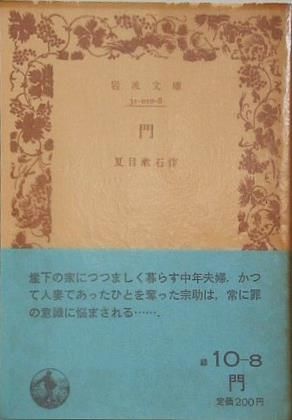 岩波文庫
31-010-8
門
夏目漱石作
崖下の家につつましく暮らす中年夫婦．かつ
て人妻であったひとを奪った宗助は，常に罪
の意識に悩まされる……．
緑 10-8
門
定価200円